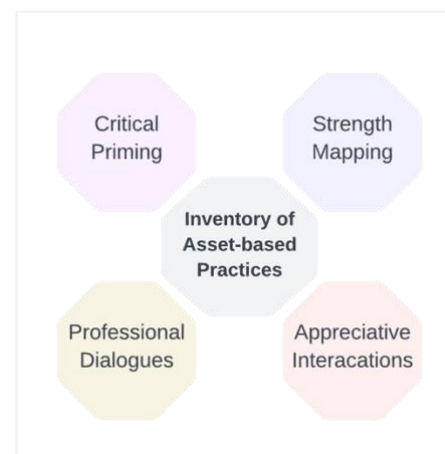 Critical
Priming
Strength
Mapping
Inventory of
Asset-based
Practices
Professional
Dialogues
Appreciative
Interacations